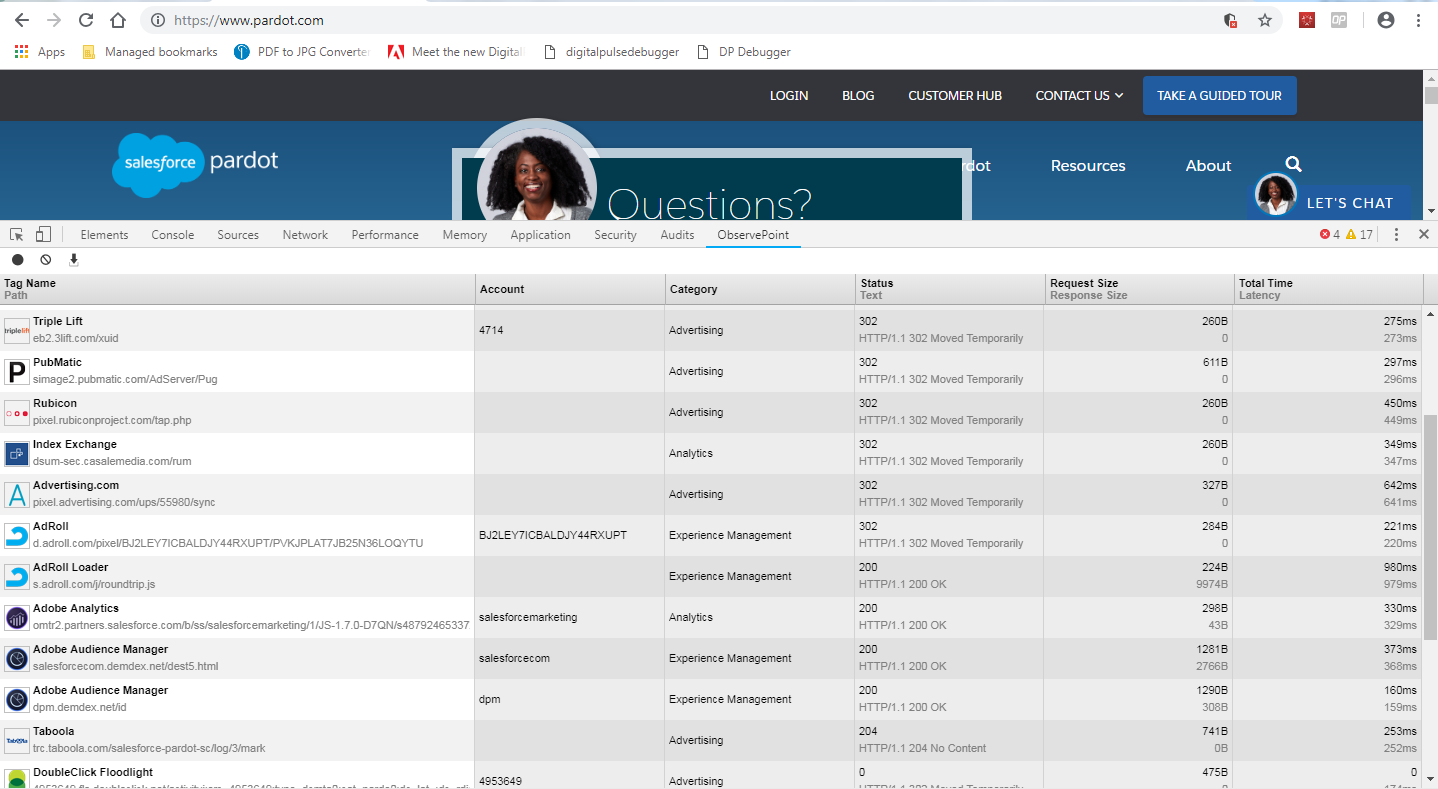 https://www.pardot.com
Apps Managed bookmarks PDF to JPG Converter Meet the new Digital digitalpulsedebugger DP Debugger
LOGIN BLOG CUSTOMER HUB CONTACT US TAKE A GUIDED TOUR
salesforce pardot
Questions?
rdot Resources About
LET'S CHAT
Elements Console Sources Network Performance Memory Application Security Audits ObservePoint 4 17
Tag Name Account Category Status Request Size Total Time
Path Text Response Size Latency
Triple Lift 302 260B 275ms
triplelift 4714 Advertising
eb2.3lift.com/xuid HTTP/1.1 302 Moved Temporarily 0 273ms
PubMatic 302 611B 297ms
P Advertising
simage2.pubmatic.com/AdServer/Pug HTTP/1.1 302 Moved Temporarily 0 296ms
Rubicon 302 260B 450ms
Advertising
pixel.rubiconproject.com/tap.php HTTP/1.1 302 Moved Temporarily 0 449ms
Index Exchange 302 260B 349ms
Analytics
dsum-sec.casalemedia.com/rum HTTP/1.1 302 Moved Temporarily 0 347ms
Advertising.com 302 327B 642ms
A Advertising
pixel.advertising.com/ups/55980/sync HTTP/1.1 302 Moved Temporarily 0 641ms
AdRoll 302 284B 221ms
BJ2LEY7ICBALDJY44RXUPT Experience Management
d.adroll.com/pixel/BJ2LEY7ICBALDJY44RXUPT/PVKJPLAT7JB25N36LOQYTU HTTP/1.1 302 Moved Temporarily 0 220ms
AdRoll Loader 200 224B 980ms
Experience Management
s.adroll.com/j/roundtrip.js HTTP/1.1 200 OK 9974B 979ms
Adobe Analytics 200 298B 330ms
salesforcemarketing Analytics
omtr2.partners.salesforce.com/b/ss/salesforcemarketing/1/JS-1.7.0-D7QN/s48792465337 HTTP/1.1 200 OK 43B 329ms
Adobe Audience Manager 200 1281B 373ms
salesforcecom Experience Management
salesforcecom.demdex.net/dest5.html HTTP/1.1 200 OK 2766B 368ms
Adobe Audience Manager 200 1290B 160ms
dpm Experience Management
dpm.demdex.net/id HTTP/1.1 200 OK 308B 159ms
Taboola 204 741B 253ms
Taboola Advertising
trc.taboola.com/salesforce-pardot-sc/log/3/mark HTTP/1.1 204 No Content 0B 252ms
DoubleClick Floodlight 0 475B 0
4953649 Advertising
HTTP/1.1 302 Moved Temporarily 0 174ms